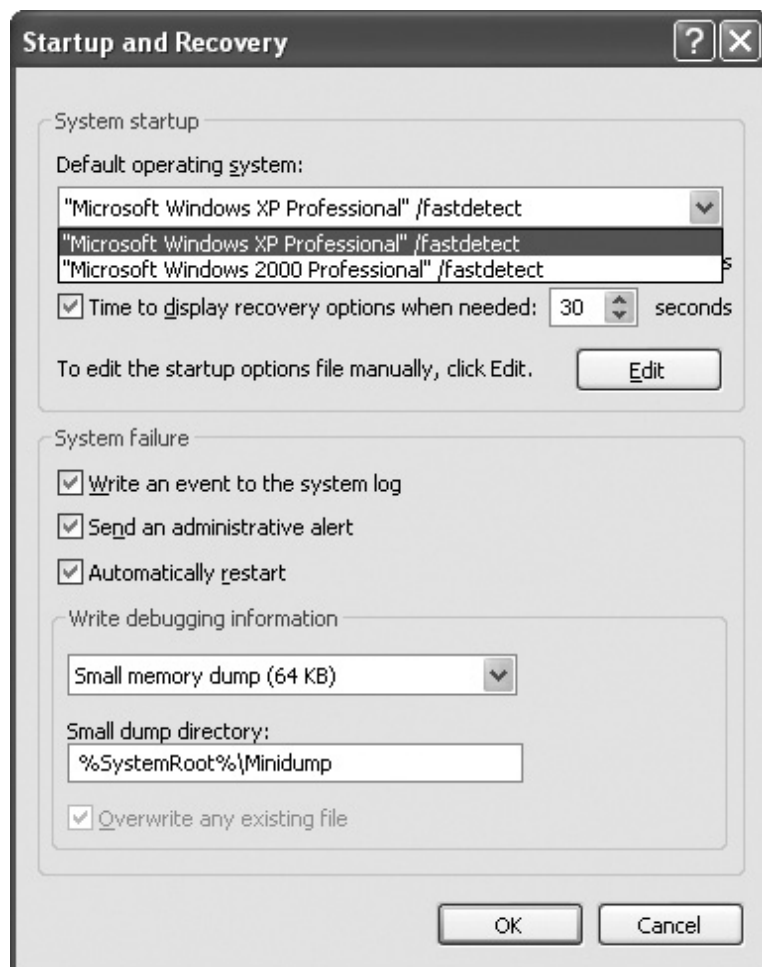 Startup and Recovery
System startup
Default operating system:
"Microsoft Windows XP Professional" /fastdetect
"Microsoft Windows XP Professional" /fastdetect
"Microsoft Windows 2000 Professional" /fastdetect
s
Time to display recovery options when needed: 30 seconds
To edit the startup options file manually, click Edit. Edit
System failure
Write an event to the system log
Send an administrative alert
Automatically restart
Write debugging information
Small memory dump (64 KB)
Small dump directory:
%SystemRoot%\Minidump
Overwrite any existing file
OK Cancel